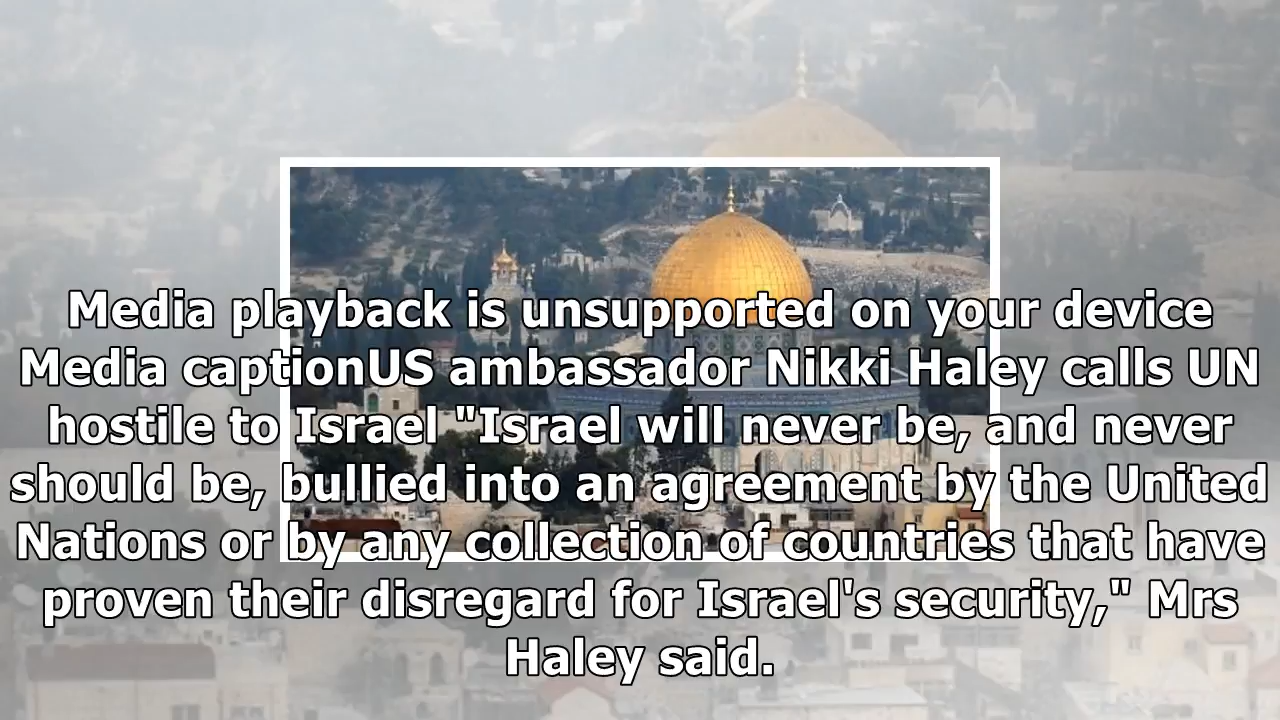 Media playback is unsupported on your device
Media captionUS ambassador Nikki Haley calls UN
hostile to Israel "Israel will never be, and never
should be, bullied into an agreement by the United
Nations or by any collection of countries that have
proven their disregard for Israel's security," Mrs
Haley said.